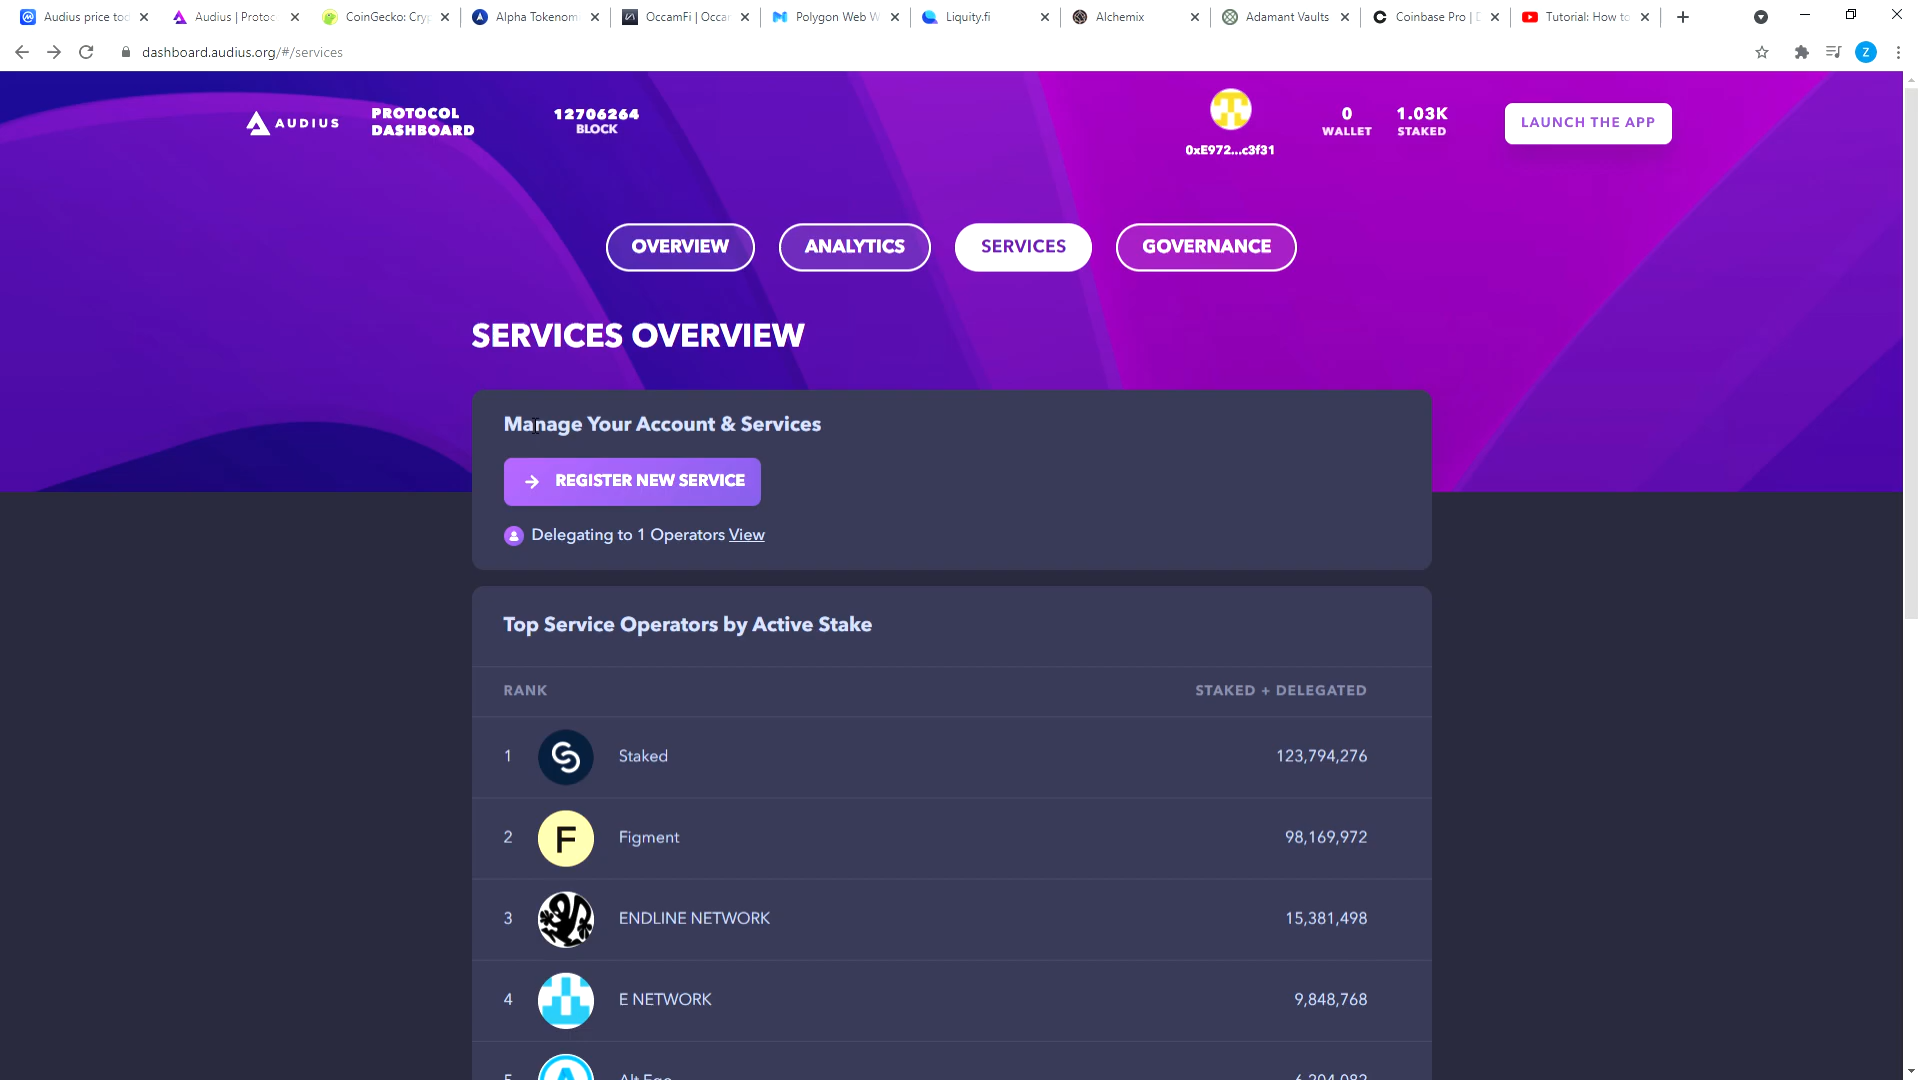 Audius price tod
Audius | Protoc
CoinGecko: Cryp
Alpha Tokenom
OccamFi | Occar
Polygon Web W
Liquity.fi
Alchemix
Adamant Vaults
Coinbase Pro | D
Tutorial: How to
dashboard.audius.org/#/services
Z
AUDIUS
PROTOCOL
DASHBOARD
12706264
BLOCK
0xE972...c3f31
0
WALLET
1.03K
STAKED
LAUNCH THE APP
OVERVIEW
ANALYTICS
SERVICES
GOVERNANCE
SERVICES OVERVIEW
Manage Your Account & Services
REGISTER NEW SERVICE
Delegating to 1 Operators View
Top Service Operators by Active Stake
RANK STAKED + DELEGATED
1 Staked 123,794,276
2 F Figment 98,169,972
3 ENDLINE NETWORK 15,381,498
4 E NETWORK 9,848,768